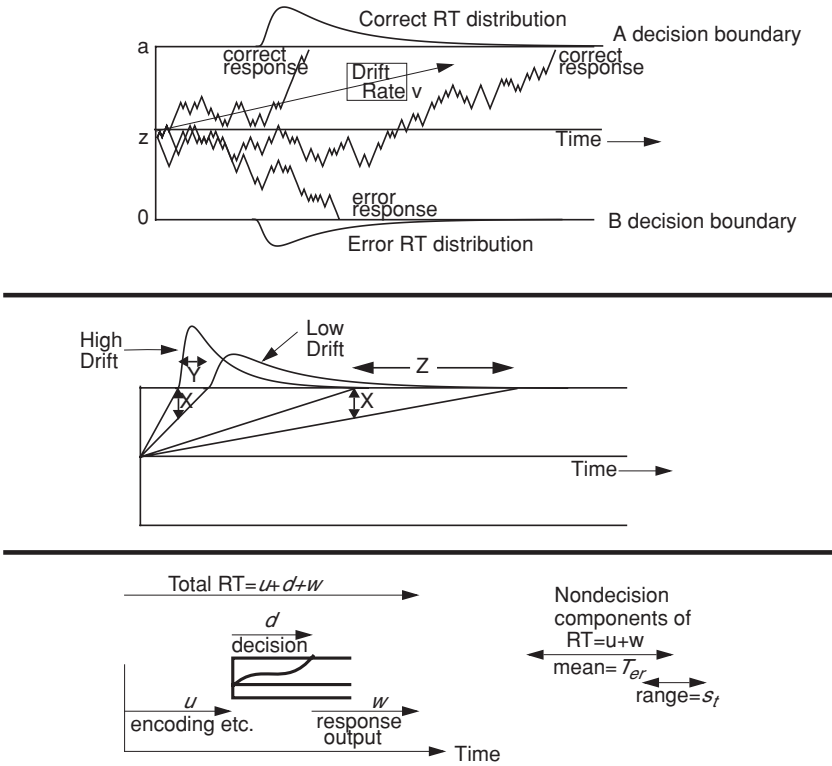 Correct RT distribution
A decision boundary
a
correct
response
correct
response
Drift
Rate v
z
Time
error
response
0
B decision boundary
Error RT distribution
High
Drift
Low
Drift
Y
Z
X
X
Time
Total RT=u+d+w
d
decision
u
encoding etc.
w
response
output
Time
Nondecision
components of
RT=u+w
mean=Ter
range=st